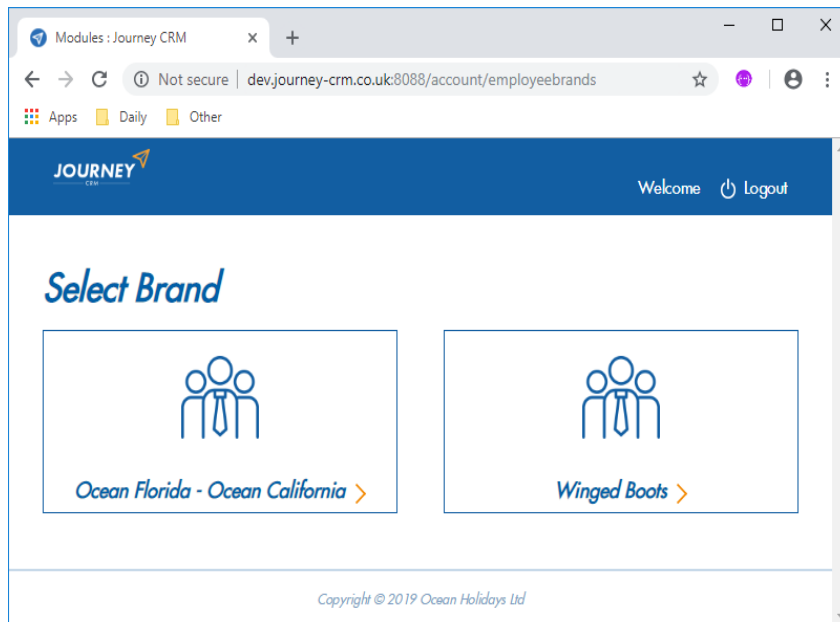 Modules : Journey CRM
Not secure | dev.journey-crm.co.uk:8088/account/employeebrands
Apps Daily Other
JOURNEY
CRM
Welcome Logout
Select Brand
Ocean Florida - Ocean California
Winged Boots
Copyright © 2019 Ocean Holidays Ltd